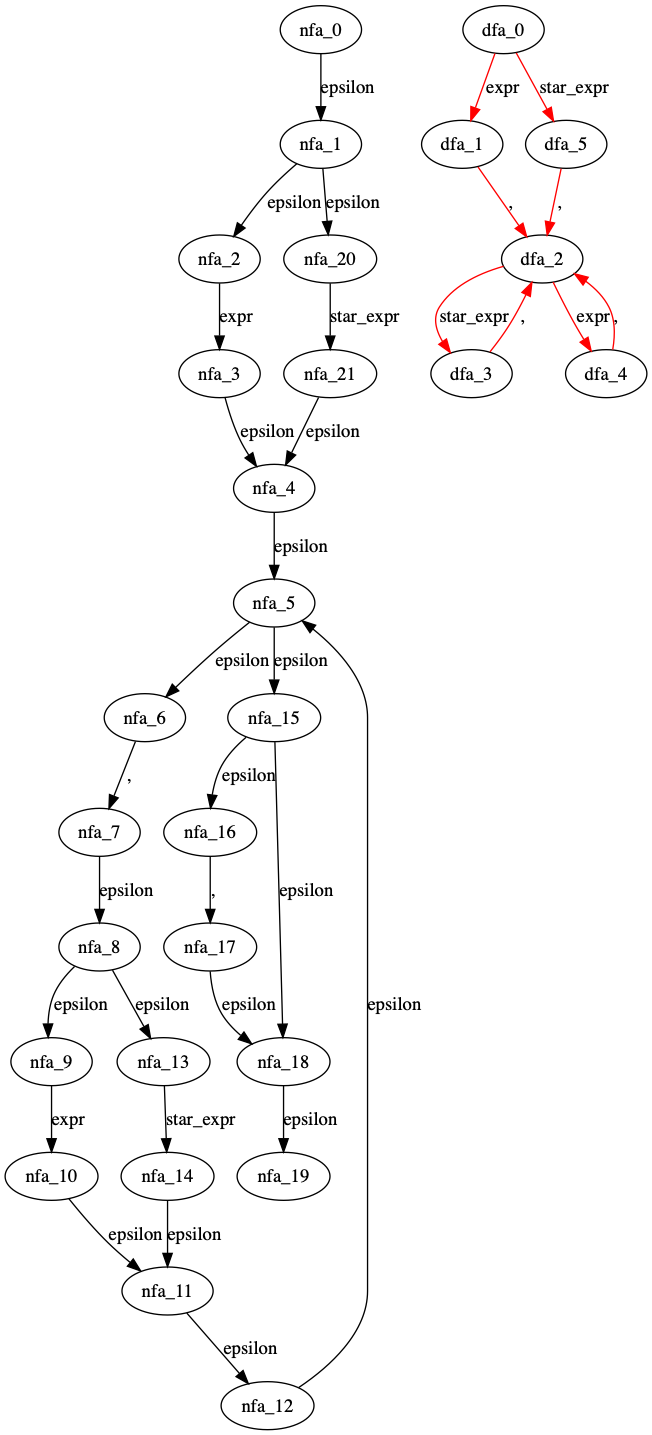 nfa_0
dfa_0
epsilon
expr
star_expr
nfa_1
dfa_1
dfa_5
epsilon
epsilon
,
,
nfa_2
nfa_20
dfa_2
expr
star_expr
star_expr
,
expr
,
nfa_3
nfa_21
dfa_3
dfa_4
epsilon
epsilon
nfa_4
epsilon
nfa_5
epsilon
epsilon
nfa_6
nfa_15
,
epsilon
nfa_7
nfa_16
epsilon
,
epsilon
nfa_8
nfa_17
epsilon
epsilon
epsilon
epsilon
nfa_9
nfa_13
nfa_18
expr
star_expr
epsilon
nfa_10
nfa_14
nfa_19
epsilon
epsilon
nfa_11
epsilon
nfa_12